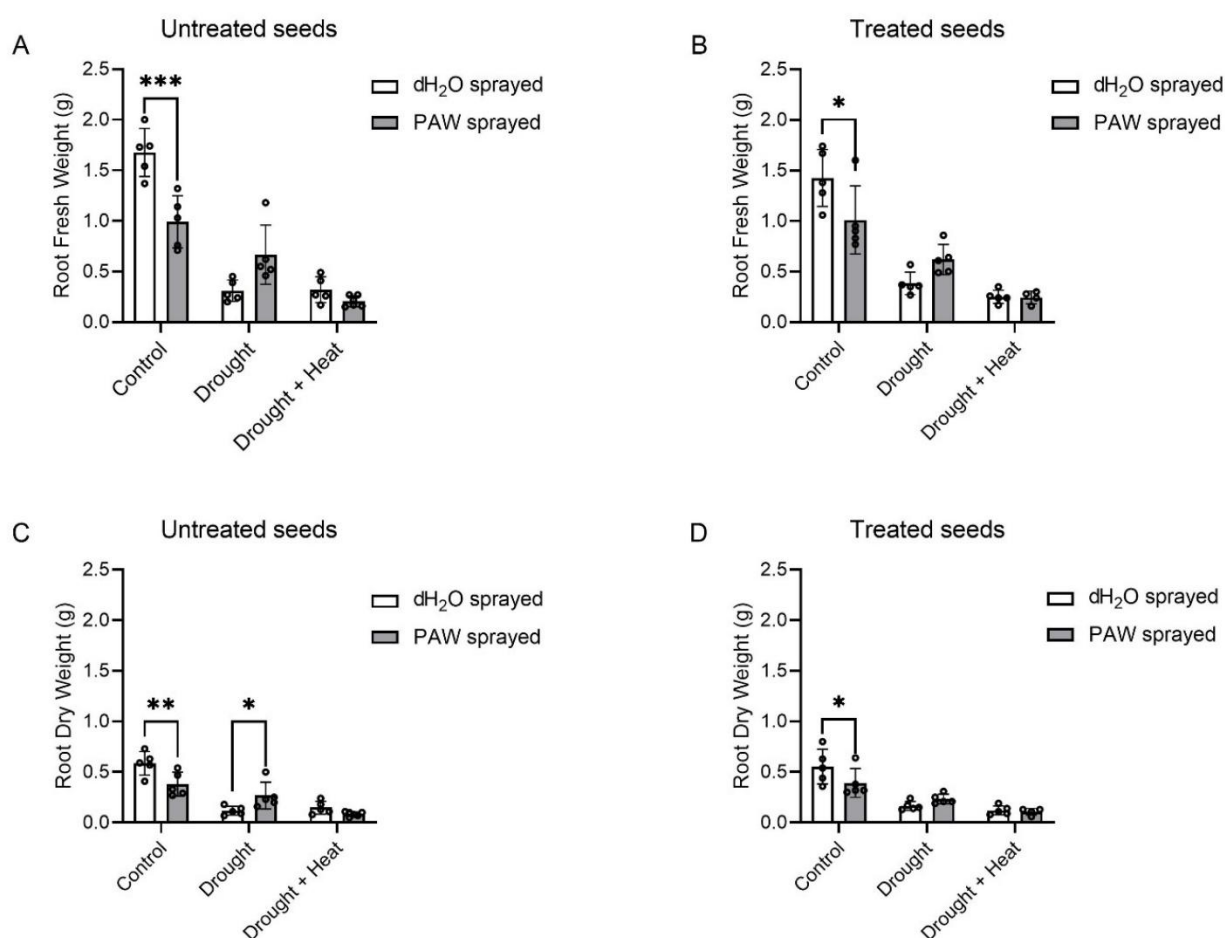 A
Untreated seeds
Root Fresh Weight (g)
2.5
2.0
1.5
1.0
0.5
0.0
***
dH₂O sprayed
PAW sprayed
Control
Drought
Drought + Heat
B
Treated seeds
Root Fresh Weight (g)
2.5
2.0
1.5
1.0
0.5
0.0
*
dH₂O sprayed
PAW sprayed
Control
Drought
Drought + Heat
C
Untreated seeds
Root Dry Weight (g)
2.5
2.0
1.5
1.0
0.5
0.0
**
*
dH₂O sprayed
PAW sprayed
Control
Drought
Drought + Heat
D
Treated seeds
Root Dry Weight (g)
2.5
2.0
1.5
1.0
0.5
0.0
*
dH₂O sprayed
PAW sprayed
Control
Drought
Drought + Heat